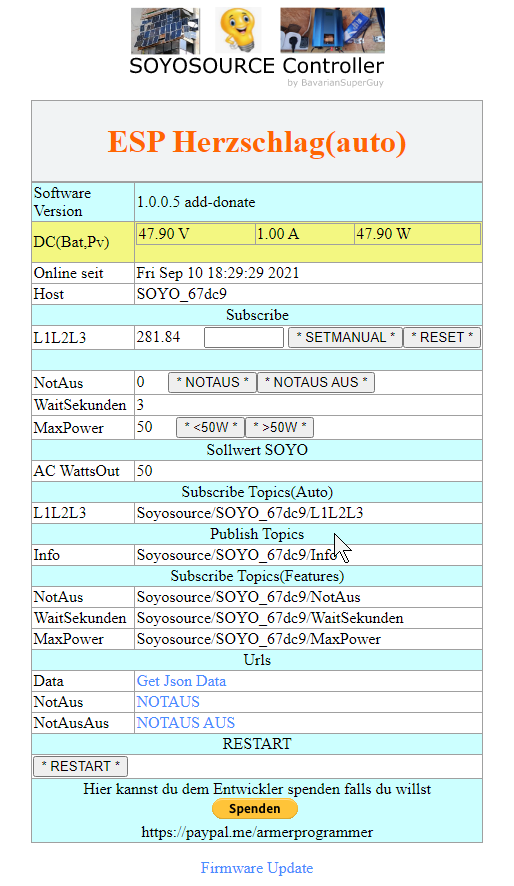 SOYOSOURCE Controller
by BavarianSuperGuy
ESP Herzschlag(auto)
Software Version 1.0.0.5 add-donate
DC(Bat,Pv) 47.90 V 1.00 A 47.90 W
Online seit Fri Sep 10 18:29:29 2021
Host SOYO_67dc9
Subscribe
L1L2L3 281.84 * SETMANUAL * * RESET *
NotAus 0 * NOTAUS * * NOTAUS AUS *
WaitSekunden 3
MaxPower 50 * <50W * * >50W *
Sollwert SOYO
AC WattsOut 50
Subscribe Topics(Auto)
L1L2L3 Soyosource/SOYO_67dc9/L1L2L3
Publish Topics
Info Soyosource/SOYO_67dc9/Info
Subscribe Topics(Features)
NotAus Soyosource/SOYO_67dc9/NotAus
WaitSekunden Soyosource/SOYO_67dc9/WaitSekunden
MaxPower Soyosource/SOYO_67dc9/MaxPower
Urls
Data Get Json Data
NotAus NOTAUS
NotAusAus NOTAUS AUS
RESTART
* RESTART *
Hier kannst du dem Entwickler spenden falls du willst
Spenden
https://paypal.me/armerprogrammer
Firmware Update